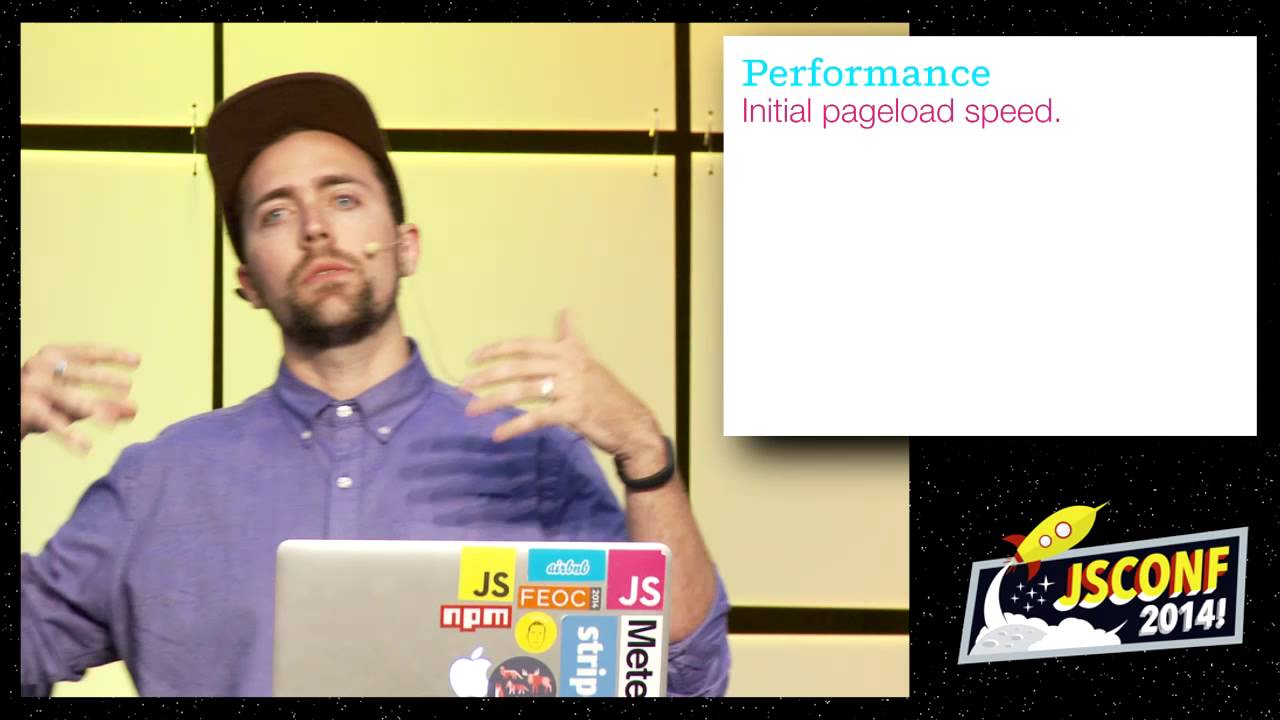 Performance
Initial pageload speed.
JS
airbnb
FEOC 2014
JS
npm
strip
Mete
JSCONF
2014!